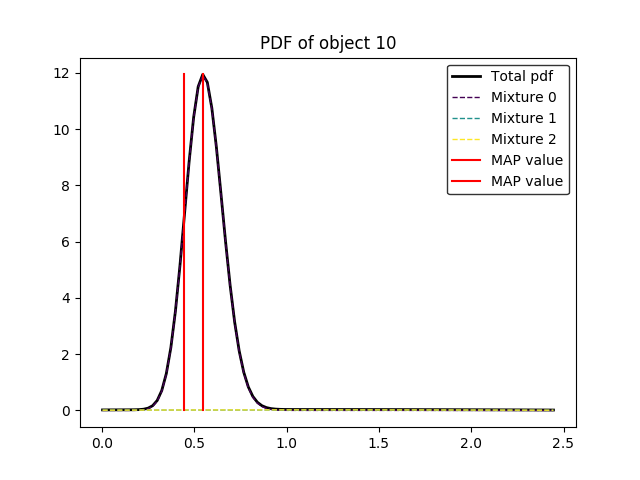 PDF of object 10
Total pdf
Mixture 0
Mixture 1
Mixture 2
MAP value
MAP value
12
10
8
6
4
2
0
0.0 0.5 1.0 1.5 2.0 2.5